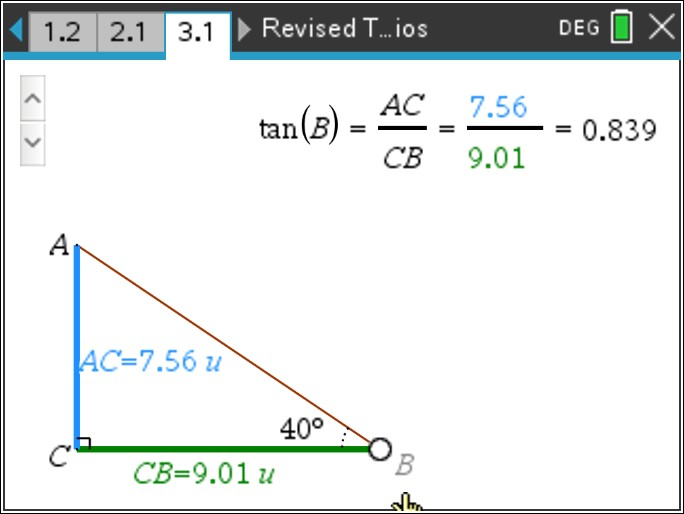 1.2 2.1 3.1 Revised T…ios DEG
tan(B) = AC/CB = 7.56/9.01 = 0.839
A
AC=7.56 u
40°
C
B
CB=9.01 u